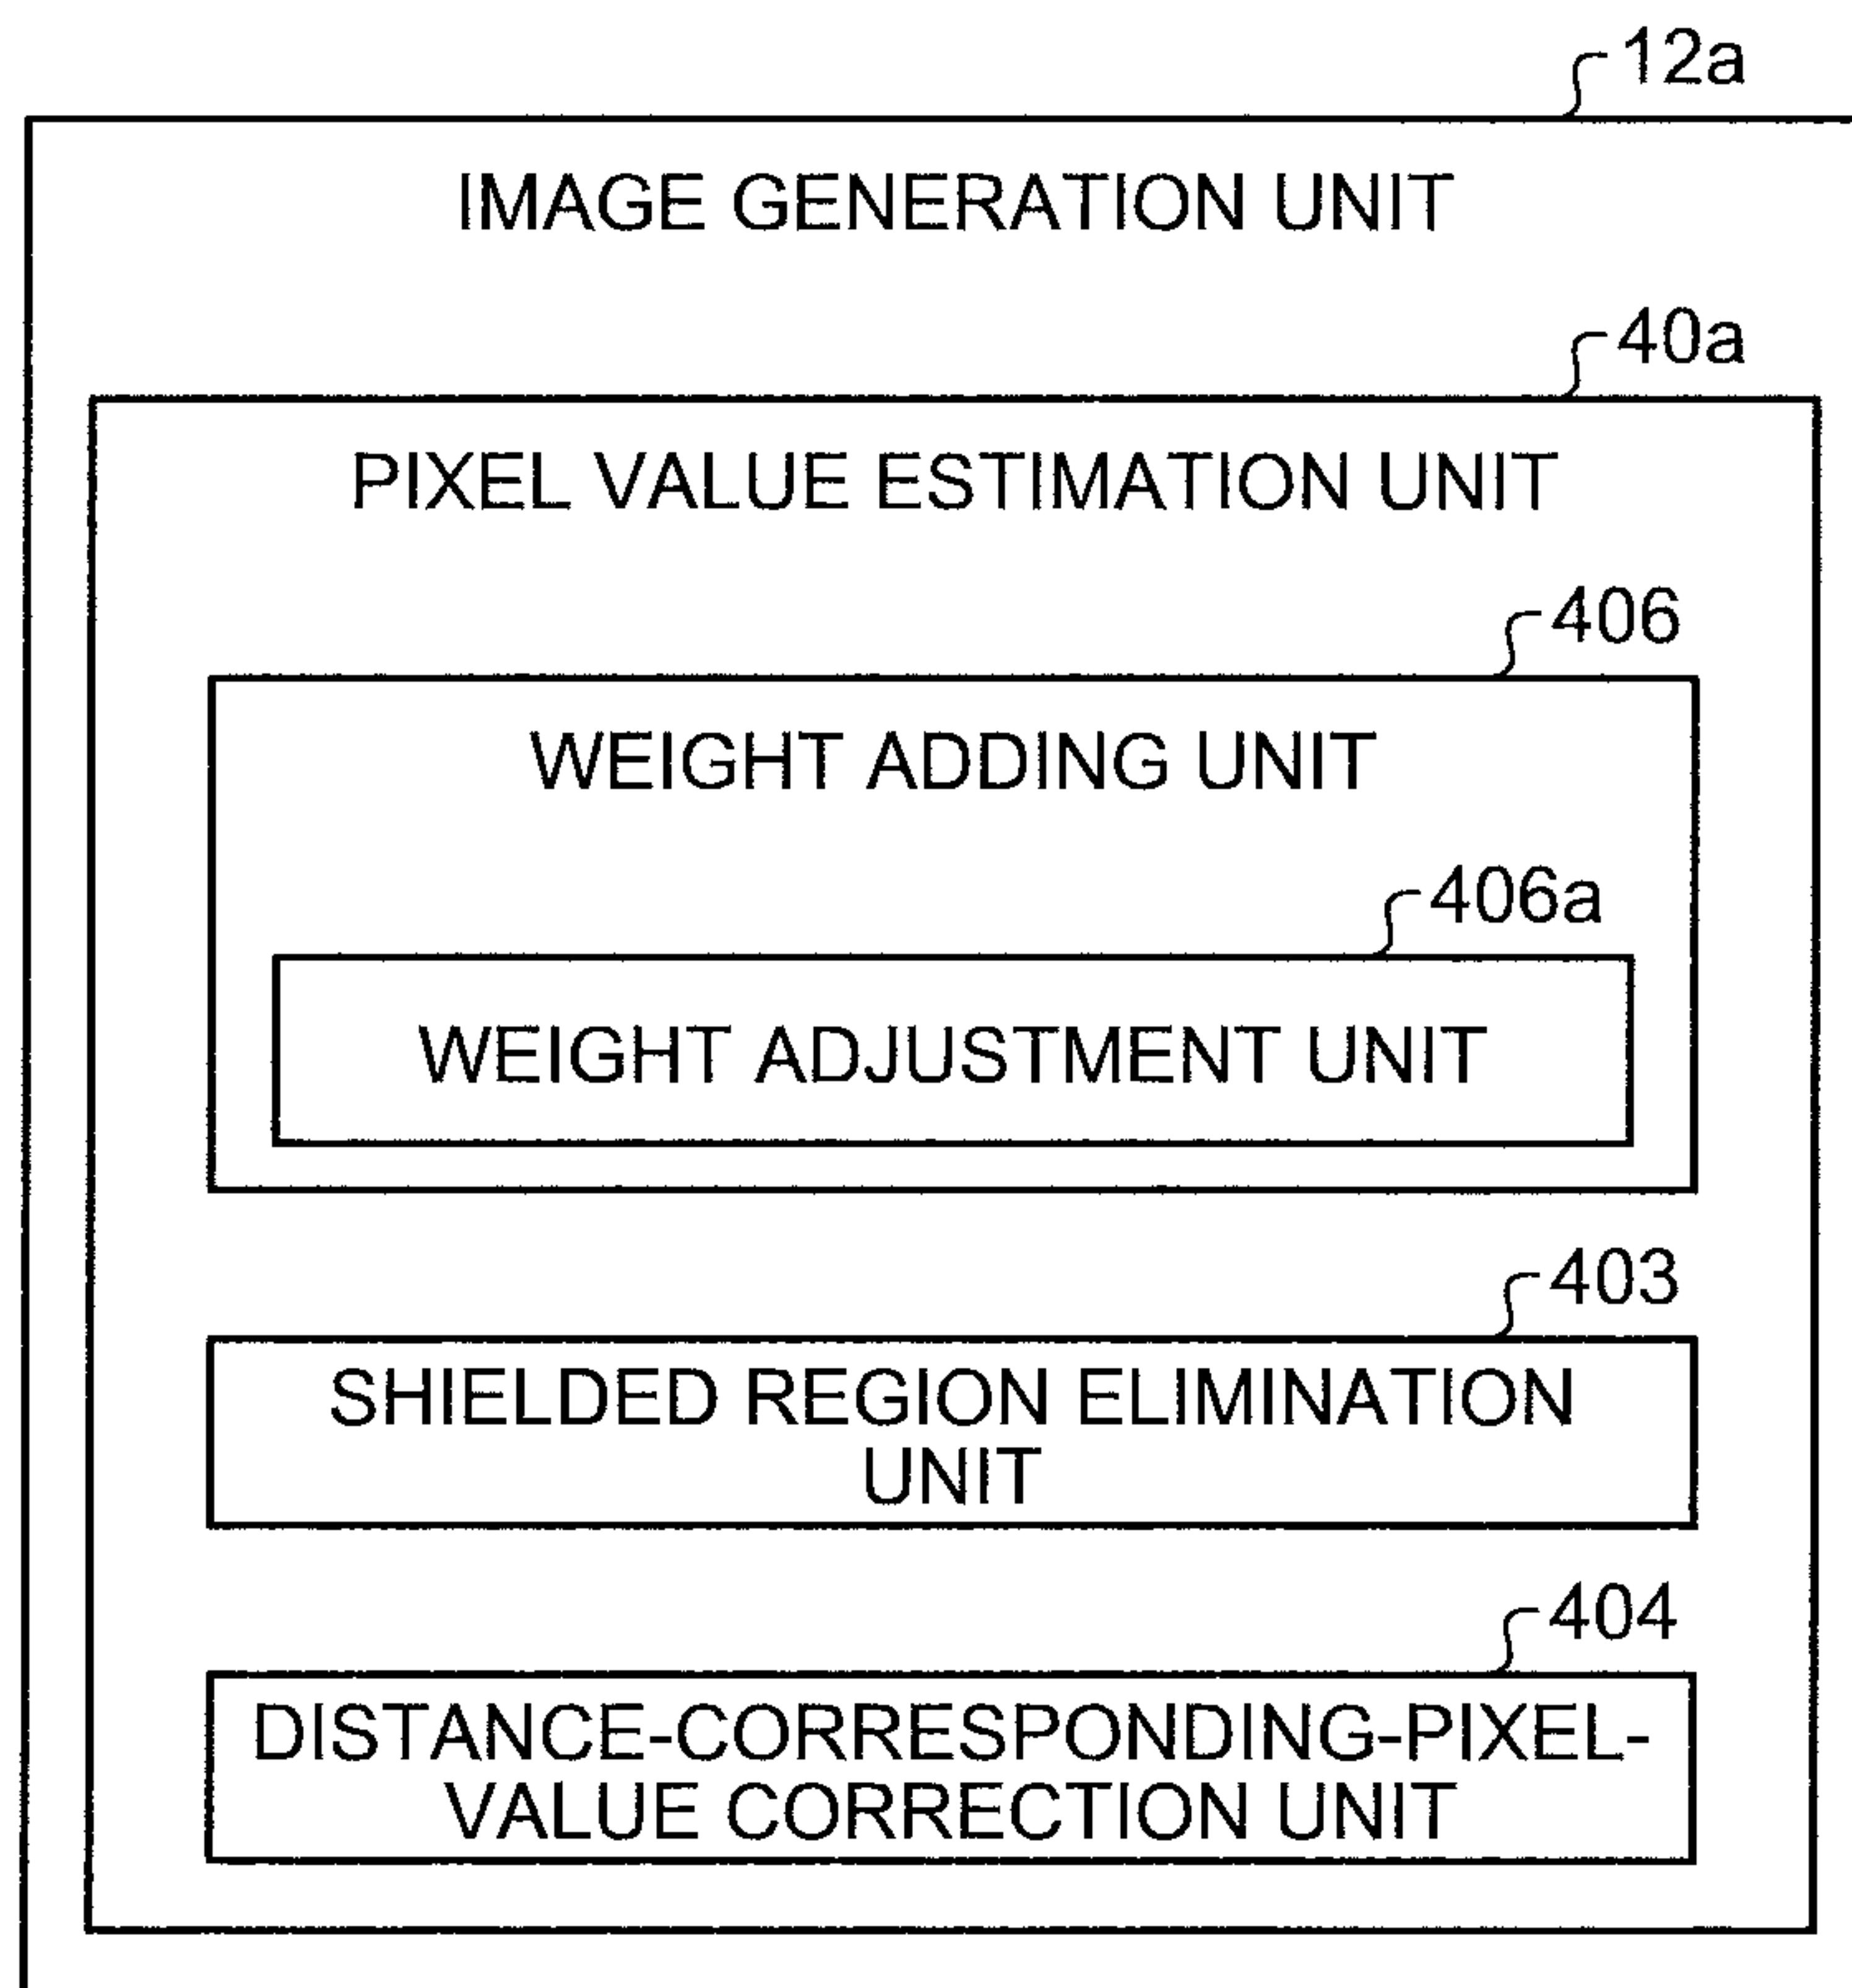 12a
IMAGE GENERATION UNIT
40a
PIXEL VALUE ESTIMATION UNIT
406
WEIGHT ADDING UNIT
406a
WEIGHT ADJUSTMENT UNIT
403
SHIELDED REGION ELIMINATION
UNIT
404
DISTANCE-CORRESPONDING-PIXEL-
VALUE CORRECTION UNIT